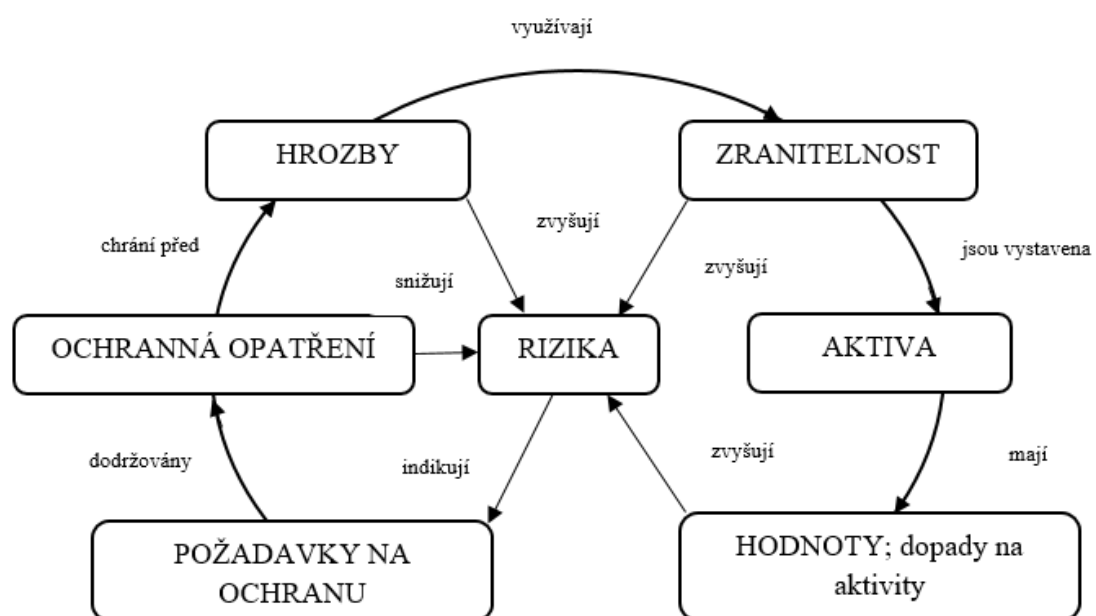 využívají
HROZBY
ZRANITELNOST
zvyšují
chrání před
jsou vystavena
zvyšují
snižují
OCHRANNÁ OPATŘENÍ
RIZIKA
AKTIVA
dodržovány
indikují
zvyšují
mají
POŽADAVKY NA
OCHRANU
HODNOTY; dopady na
aktivity